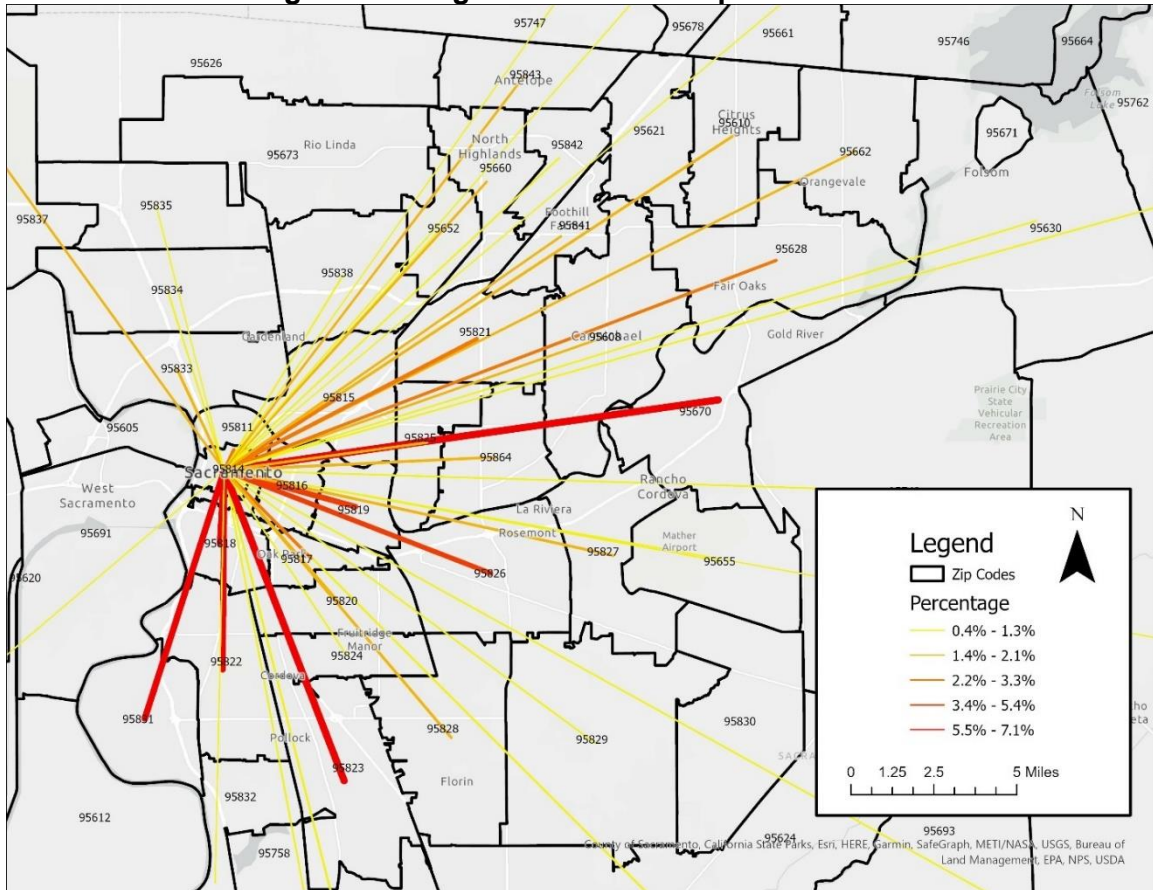 95747
95678
95661
95746
95664
95626
95843
Antelope
Citrus
95610
Heights
Folsom
Lake
95762
95621
95671
North
Highlands
95842
95673
Rio Linda
95660
95662
Orangevale
Folsom
95837
95835
95652
Foothill
95841
95630
95628
95838
95834
Fair Oaks
95821
95608
Gold River
95833
95815
Prairie City
State
Vehicular
Recreation
Area
95605
95811
95670
95825
95864
95814
Sacramento
95816
West
Sacramento
Rancho
Cordova
95819
La Riviera
95691
Rosemont
Mather
Airport
95818
Oak Park
95817
95827
95655
95620
95826
95820
Fruitridge
Manor
95824
95822
95831
95828
95829
95830
Pollock
95823
Florin
95832
95612
95758
95624
95693
N
Legend
Zip Codes
Percentage
0.4% - 1.3%
1.4% - 2.1%
2.2% - 3.3%
3.4% - 5.4%
5.5% - 7.1%
0 1.25 2.5 5 Miles
County of Sacramento, California State Parks, Esri, HERE, Garmin, SafeGraph, METI/NASA, USGS, Bureau of
Land Management, EPA, NPS, USDA